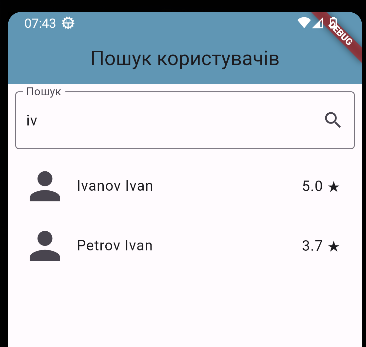 07:43
DEBUG
Пошук користувачів
Пошук
iv
Ivanov Ivan 5.0 ★
Petrov Ivan 3.7 ★